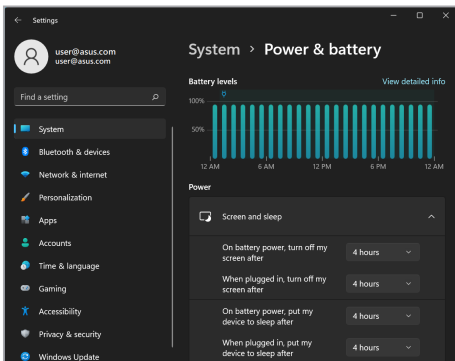 Settings
user@asus.com
user@asus.com
Find a setting
System
Bluetooth & devices
Network & internet
Personalization
Apps
Accounts
Time & language
Gaming
Accessibility
Privacy & security
Windows Update
System > Power & battery
Battery levels View detailed info
100%
50%
12 AM 6 AM 12 PM 6 PM 12 AM
Power
Screen and sleep
On battery power, turn off my
screen after
4 hours
When plugged in, turn off my
screen after
4 hours
On battery power, put my
device to sleep after
4 hours
When plugged in, put my
device to sleep after
4 hours